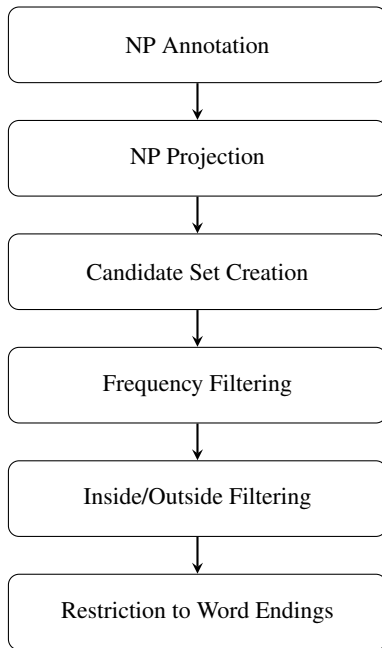 NP Annotation
NP Projection
Candidate Set Creation
Frequency Filtering
Inside/Outside Filtering
Restriction to Word Endings